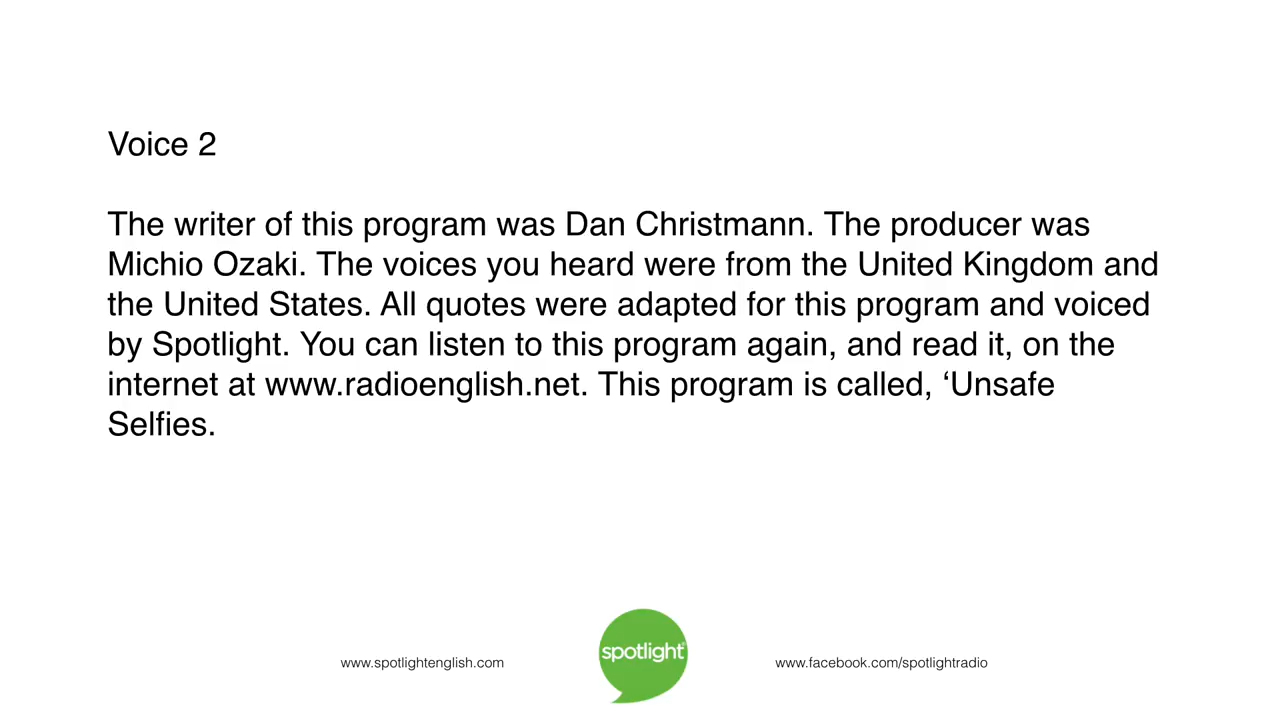 Voice 2
The writer of this program was Dan Christmann. The producer was
Michio Ozaki. The voices you heard were from the United Kingdom and
the United States. All quotes were adapted for this program and voiced
by Spotlight. You can listen to this program again, and read it, on the
internet at www.radioenglish.net. This program is called, ‘Unsafe
Selfies.
www.spotlightenglish.com
spotlight®
www.facebook.com/spotlightradio